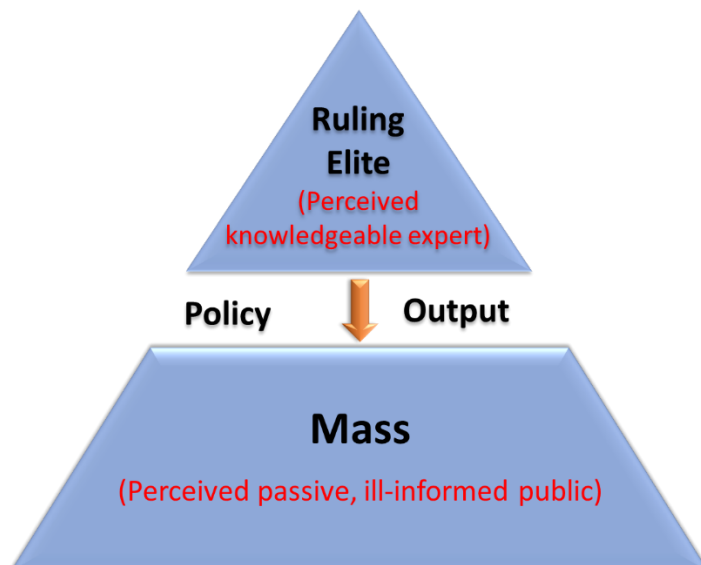 Ruling
Elite
(Perceived
knowledgeable expert)
Policy Output
Mass
(Perceived passive, ill-informed public)